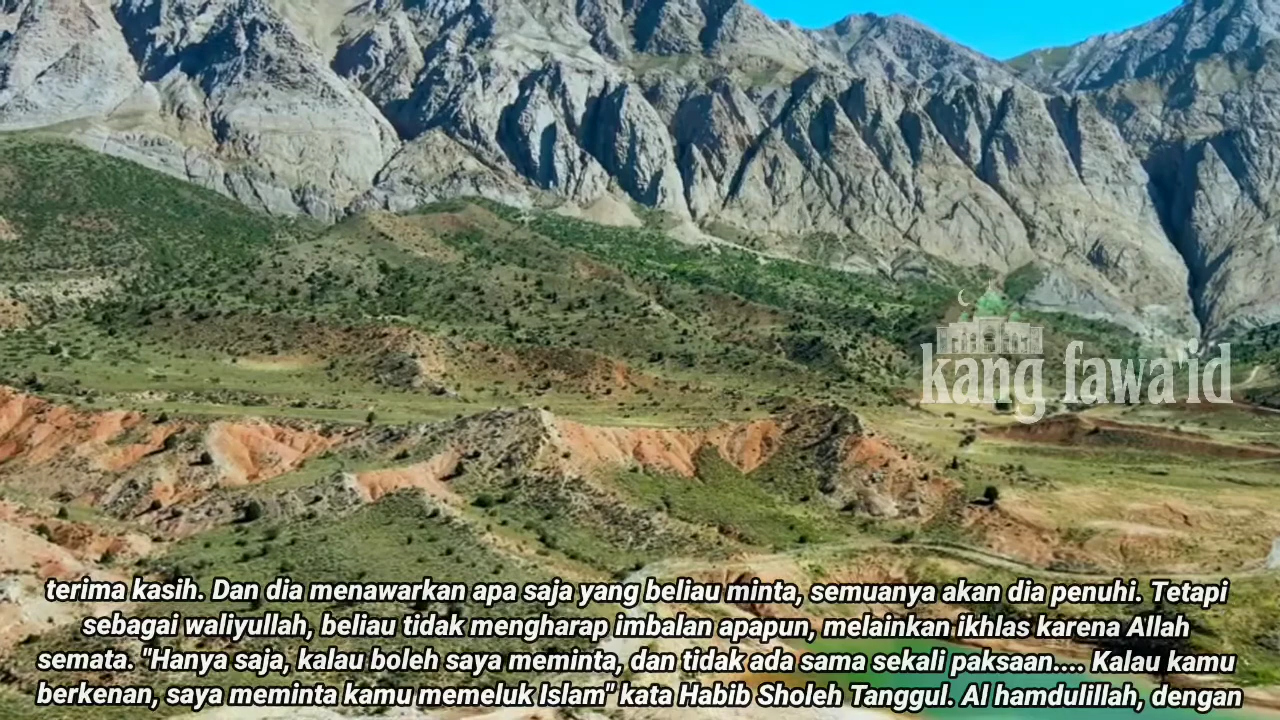 kang fawa'id
terima kasih. Dan dia menawarkan apa saja yang beliau minta, semuanya akan dia penuhi. Tetapi
sebagai waliyullah, beliau tidak mengharap imbalan apapun, melainkan ikhlas karena Allah
semata. "Hanya saja, kalau boleh saya meminta, dan tidak ada sama sekali paksaan.... Kalau kamu
berkenan, saya meminta kamu memeluk Islam" kata Habib Sholeh Tanggul. Al hamdulillah, dengan